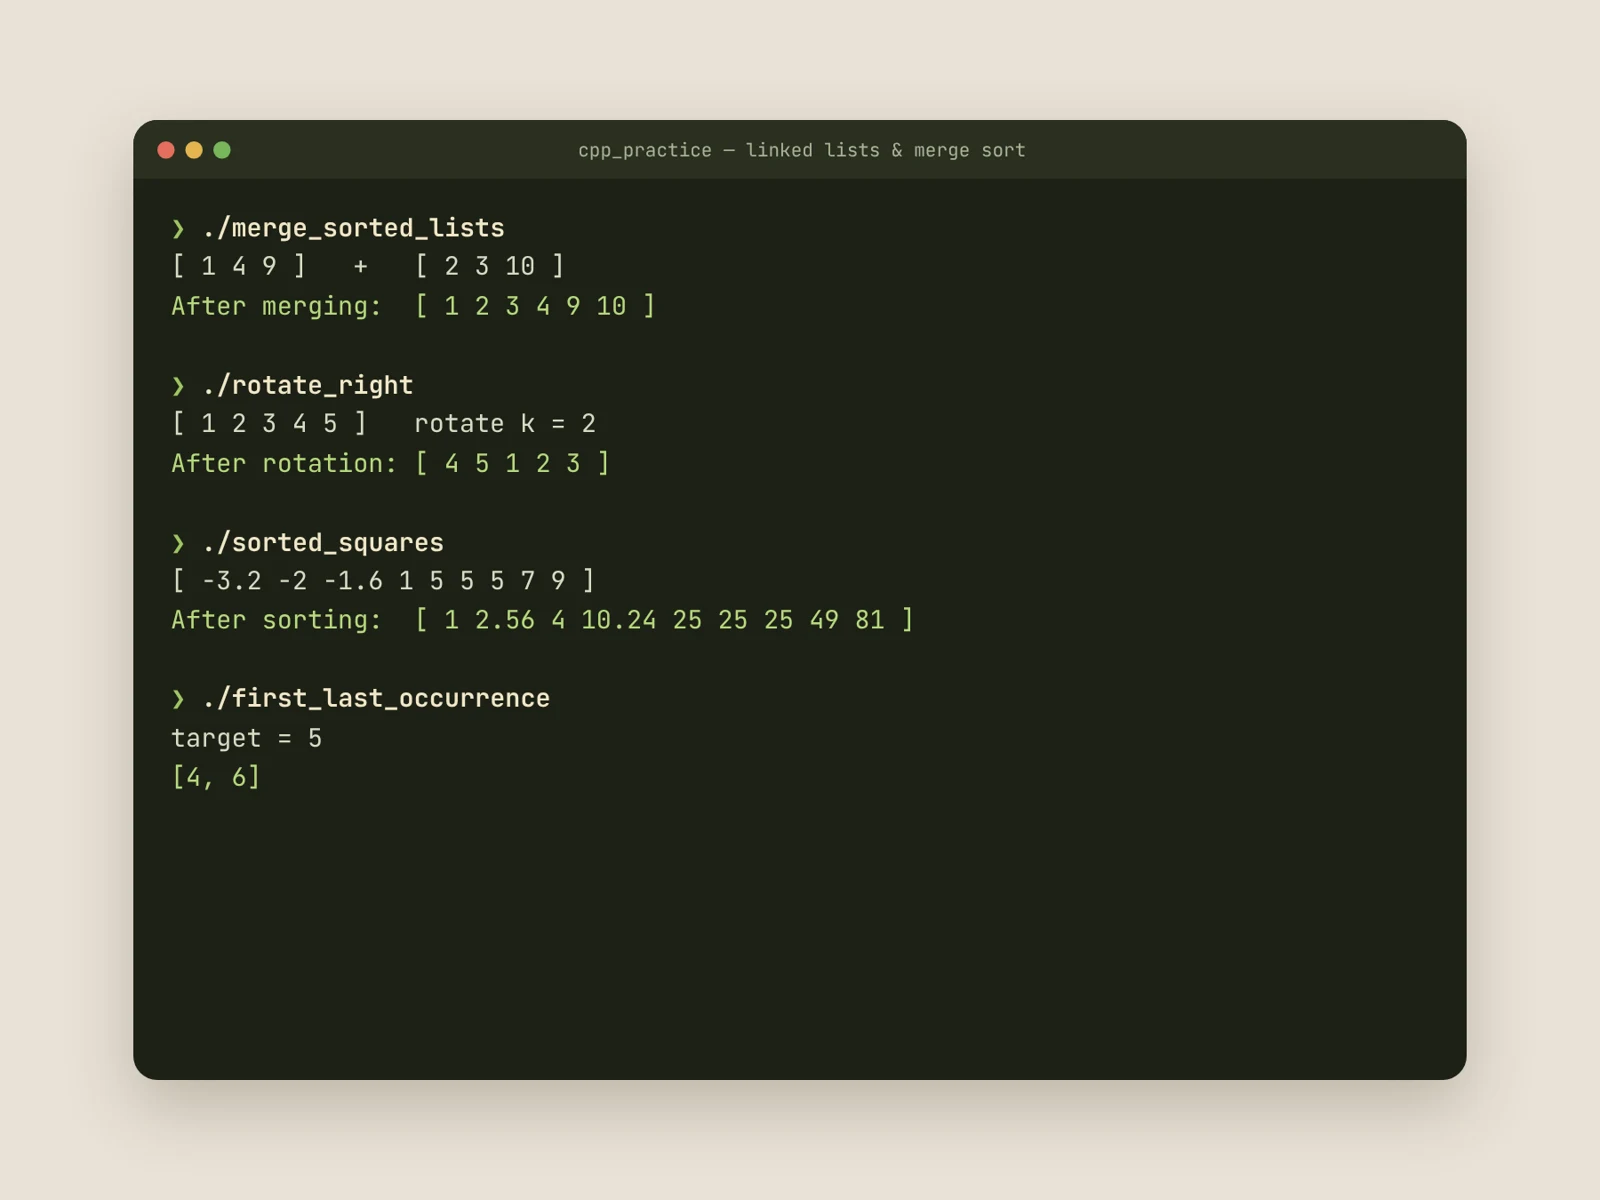 cpp_practice — linked lists & merge sort
❯ ./merge_sorted_lists
[ 1 4 9 ]   +   [ 2 3 10 ]
After merging:  [ 1 2 3 4 9 10 ]
❯ ./rotate_right
[ 1 2 3 4 5 ]   rotate k = 2
After rotation: [ 4 5 1 2 3 ]
❯ ./sorted_squares
[ -3.2 -2 -1.6 1 5 5 5 7 9 ]
After sorting:  [ 1 2.56 4 10.24 25 25 25 49 81 ]
❯ ./first_last_occurrence
target = 5
[4, 6]